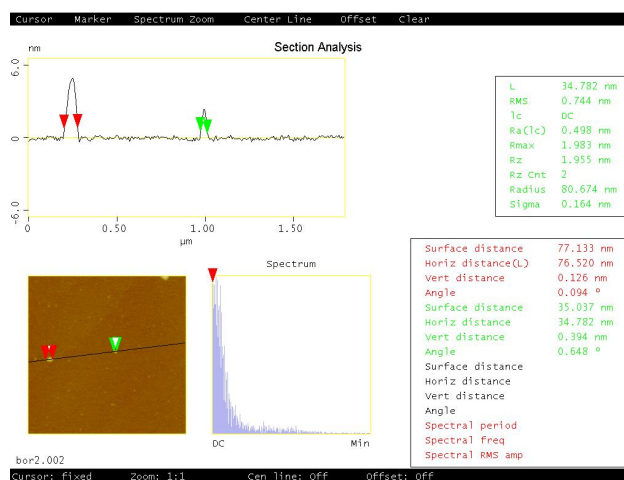 Cursor Marker Spectrum Zoom Center Line Offset Clear
Section Analysis
nm
6.0
0
-6.0
0 0.50 1.00 1.50
µm
L 34.782 nm
RMS 0.744 nm
lc DC
Ra(lc) 0.498 nm
Rmax 1.983 nm
Rz 1.955 nm
Rz Cnt 2
Radius 80.674 nm
Sigma 0.164 nm
Surface distance 77.133 nm
Horiz distance(L) 76.520 nm
Vert distance 0.126 nm
Angle 0.094 º
Surface distance 35.037 nm
Horiz distance 34.782 nm
Vert distance 0.394 nm
Angle 0.648 º
Surface distance
Horiz distance
Vert distance
Angle
Spectral period
Spectral freq
Spectral RMS amp
Spectrum
DC Min
bor2.002
Cursor: fixed Zoom: 1:1 Cen line: Off Offset: Off